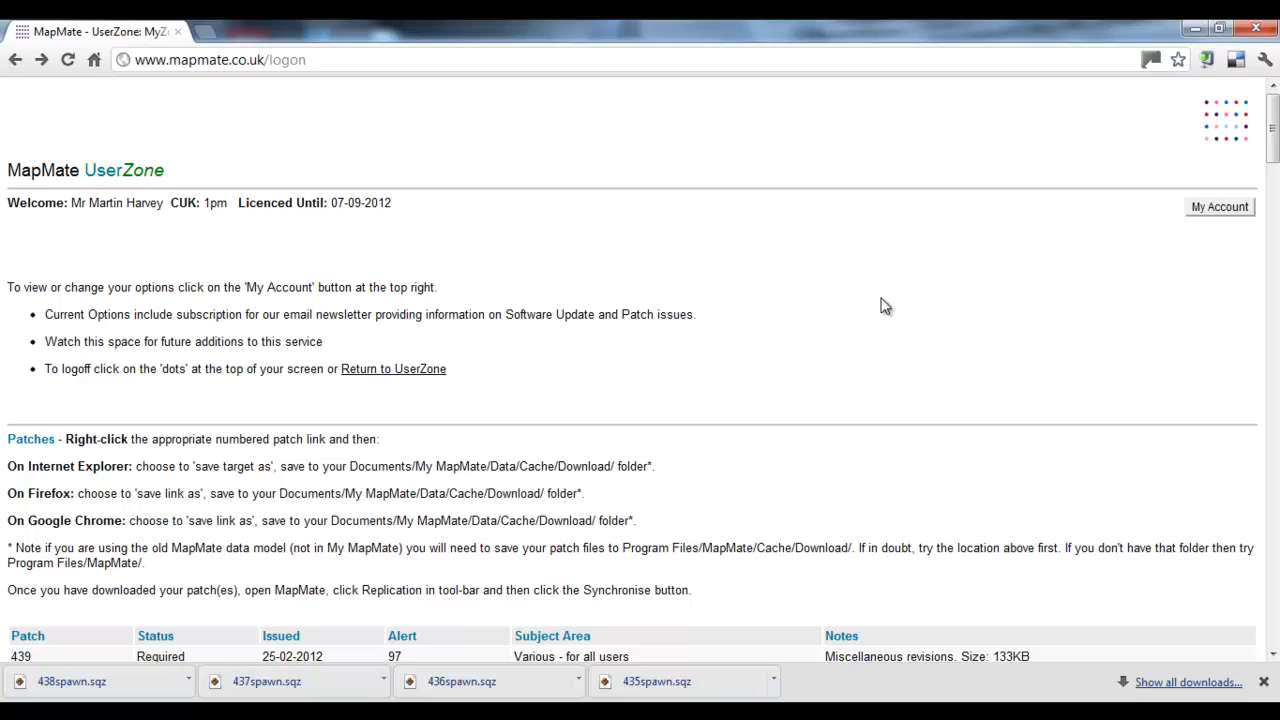 MapMate - UserZone: MyZ
www.mapmate.co.uk/logon
MapMate UserZone
Welcome: Mr Martin Harvey CUK: 1pm Licenced Until: 07-09-2012
My Account
To view or change your options click on the 'My Account' button at the top right.
• Current Options include subscription for our email newsletter providing information on Software Update and Patch issues.
• Watch this space for future additions to this service
• To logoff click on the 'dots' at the top of your screen or Return to UserZone
Patches - Right-click the appropriate numbered patch link and then:
On Internet Explorer: choose to 'save target as', save to your Documents/My MapMate/Data/Cache/Download/ folder*.
On Firefox: choose to 'save link as', save to your Documents/My MapMate/Data/Cache/Download/ folder*.
On Google Chrome: choose to 'save link as', save to your Documents/My MapMate/Data/Cache/Download/ folder*.
* Note if you are using the old MapMate data model (not in My MapMate) you will need to save your patch files to Program Files/MapMate/Cache/Download/. If in doubt, try the location above first. If you don't have that folder then try
Program Files/MapMate/.
Once you have downloaded your patch(es), open MapMate, click Replication in tool-bar and then click the Synchronise button.
Patch Status Issued Alert Subject Area Notes
439 Required 25-02-2012 97 Various - for all users Miscellaneous revisions. Size: 133KB
438spawn.sqz 437spawn.sqz 436spawn.sqz 435spawn.sqz Show all downloads...